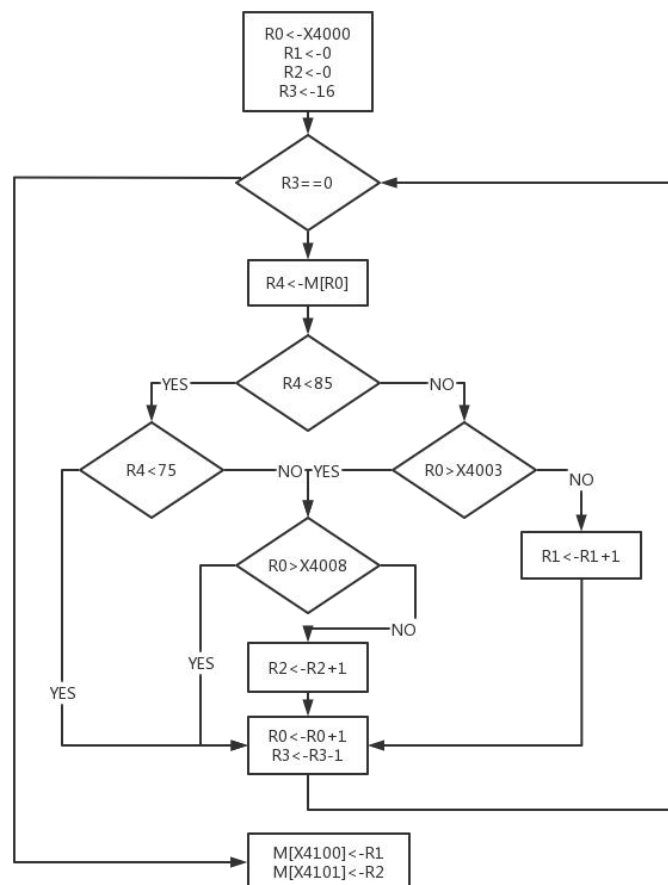 R0<-X4000
R1<-0
R2<-0
R3<-16
R3==0
R4<-M[R0]
R4<85
YES
NO
R4<75
NO
YES
R0>X4003
NO
R0>X4008
R1<-R1+1
NO
YES
R2<-R2+1
YES
R0<-R0+1
R3<-R3-1
M[X4100]<-R1
M[X4101]<-R2